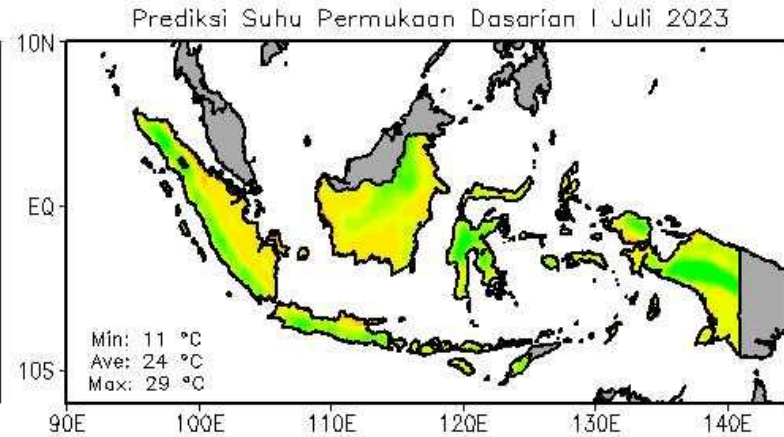 Prediksi Suhu Permukaan Dasarian I Juli 2023
10N
EQ
10S
Min: 11 °C
Ave: 24 °C
Max: 29 °C
90E 100E 110E 120E 130E 140E